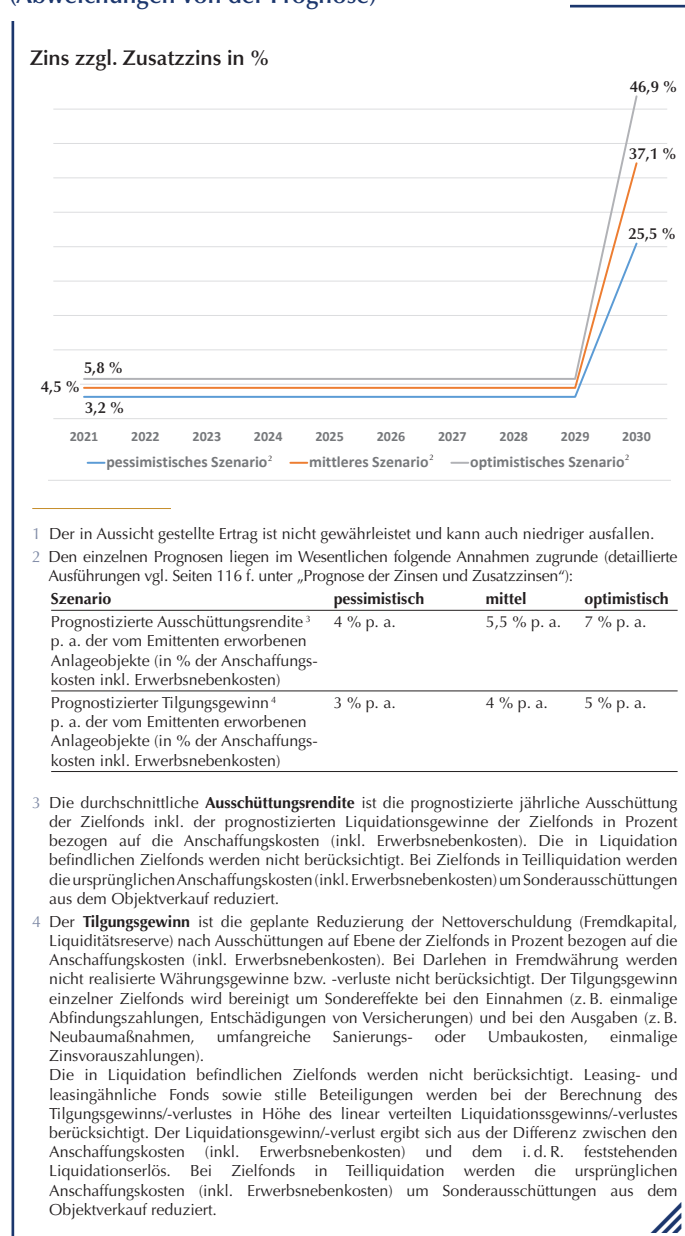 (Abweichungen von der Prognose)
Zins zzgl. Zusatzzins in %
46,9 %
37,1 %
25,5 %
5,8 %
4,5 %
3,2 %
2021 2022 2023 2024 2025 2026 2027 2028 2029 2030
pessimistisches Szenario² mittleres Szenario² optimistisches Szenario²
1 Der in Aussicht gestellte Ertrag ist nicht gewährleistet und kann auch niedriger ausfallen.
2 Den einzelnen Prognosen liegen im Wesentlichen folgende Annahmen zugrunde (detaillierte
Ausführungen vgl. Seiten 116 f. unter „Prognose der Zinsen und Zusatzzinsen“):
Szenario pessimistisch mittel optimistisch
Prognostizierte Ausschüttungsrendite ³ 4 % p. a. 5,5 % p. a. 7 % p. a.
p. a. der vom Emittenten erworbenen
Anlageobjekte (in % der Anschaffungs-
kosten inkl. Erwerbsnebenkosten)
Prognostizierter Tilgungsgewinn ⁴ 3 % p. a. 4 % p. a. 5 % p. a.
p. a. der vom Emittenten erworbenen
Anlageobjekte (in % der Anschaffungs-
kosten inkl. Erwerbsnebenkosten)
3 Die durchschnittliche Ausschüttungsrendite ist die prognostizierte jährliche Ausschüttung
der Zielfonds inkl. der prognostizierten Liquidationsgewinne der Zielfonds in Prozent
bezogen auf die Anschaffungskosten (inkl. Erwerbsnebenkosten). Die in Liquidation
befindlichen Zielfonds werden nicht berücksichtigt. Bei Zielfonds in Teilliquidation werden
die ursprünglichen Anschaffungskosten (inkl. Erwerbsnebenkosten) um Sonderausschüttungen
aus dem Objektverkauf reduziert.
4 Der Tilgungsgewinn ist die geplante Reduzierung der Nettoverschuldung (Fremdkapital,
Liquiditätsreserve) nach Ausschüttungen auf Ebene der Zielfonds in Prozent bezogen auf die
Anschaffungskosten (inkl. Erwerbsnebenkosten). Bei Darlehen in Fremdwährung werden
nicht realisierte Währungsgewinne bzw. -verluste nicht berücksichtigt. Der Tilgungsgewinn
einzelner Zielfonds wird bereinigt um Sondereffekte bei den Einnahmen (z. B. einmalige
Abfindungszahlungen, Entschädigungen von Versicherungen) und bei den Ausgaben (z. B.
Neubaumaßnahmen, umfangreiche Sanierungs- oder Umbaukosten, einmalige
Zinsvorauszahlungen).
Die in Liquidation befindlichen Zielfonds werden nicht berücksichtigt. Leasing- und
leasingähnliche Fonds sowie stille Beteiligungen werden bei der Berechnung des
Tilgungsgewinns/-verlustes in Höhe des linear verteilten Liquidationssgewinns/-verlustes
berücksichtigt. Der Liquidationsgewinn/-verlust ergibt sich aus der Differenz zwischen den
Anschaffungskosten (inkl. Erwerbsnebenkosten) und dem i. d. R. feststehenden
Liquidationserlös. Bei Zielfonds in Teilliquidation werden die ursprünglichen
Anschaffungskosten (inkl. Erwerbsnebenkosten) um Sonderausschüttungen aus dem
Objektverkauf reduziert.